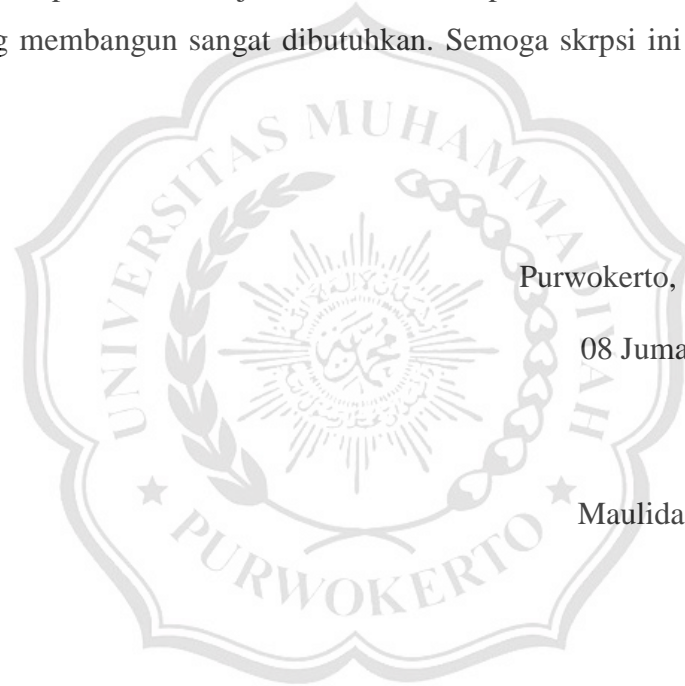 g membangun sangat dibutuhkan. Semoga skrpsi ini
UNIVERSITAS MUHAMMADIYAH
Purwokerto,
08 Juma
Maulida
PURWOKERTO